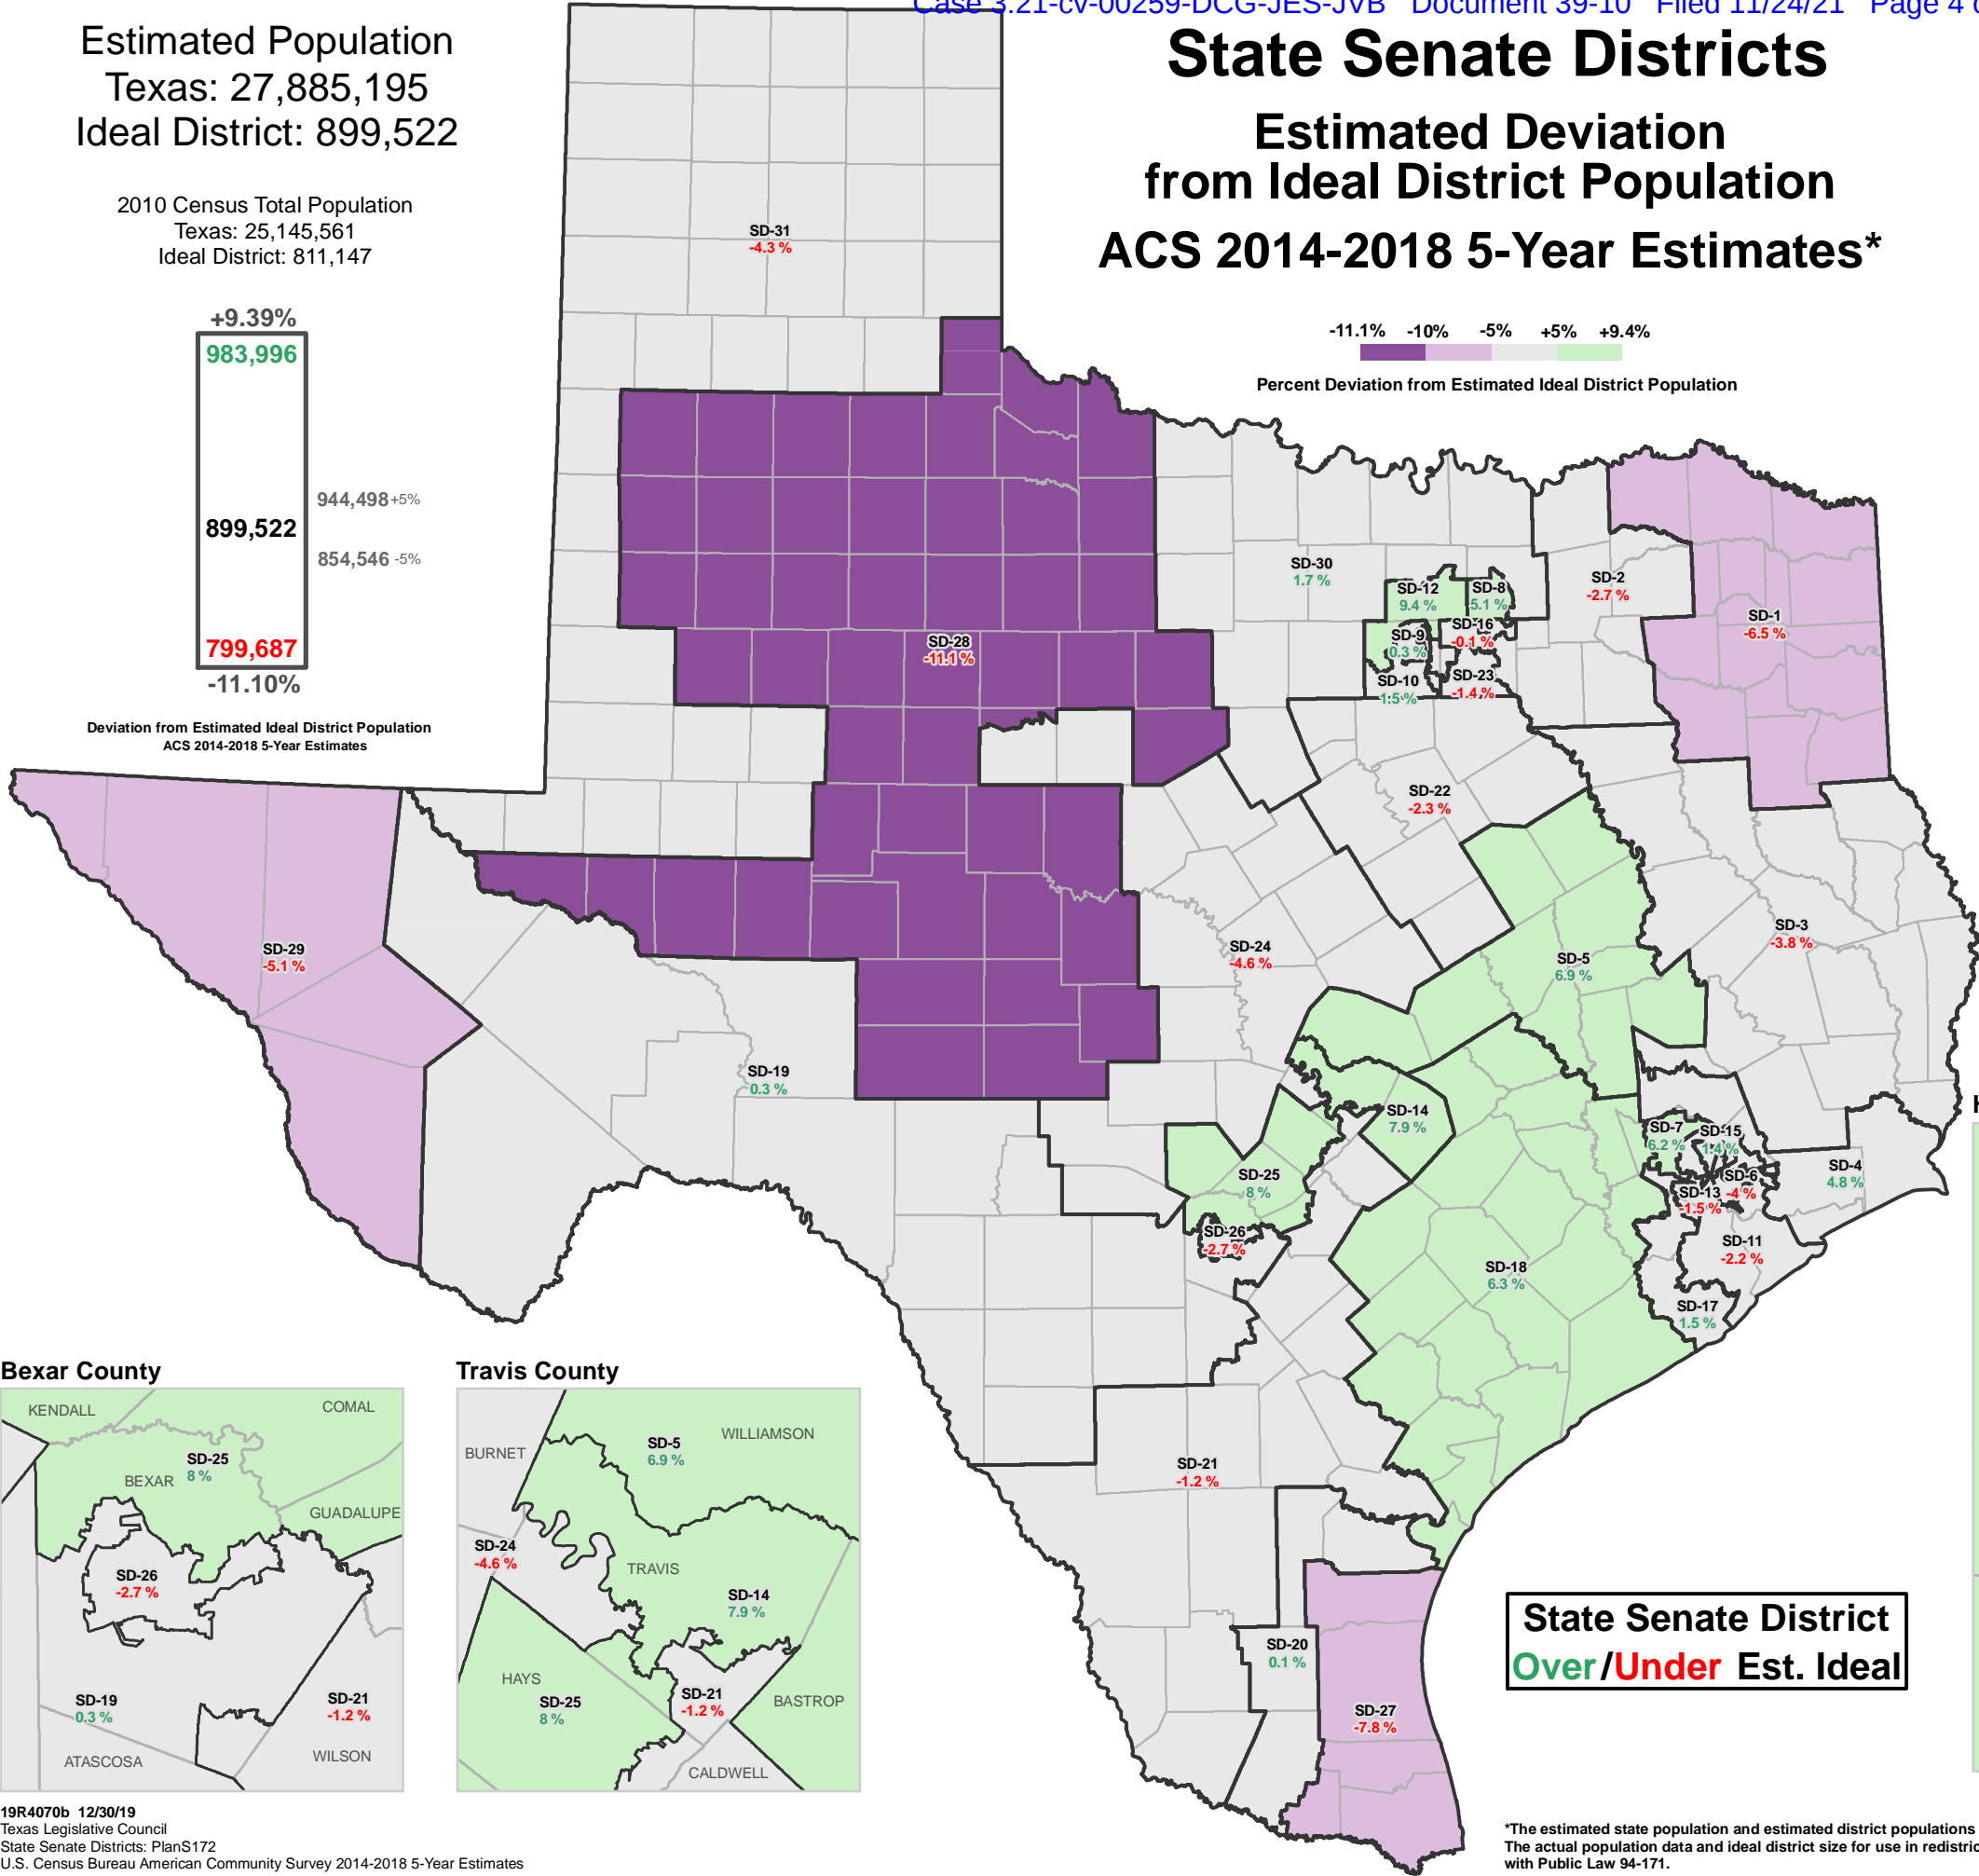 Case 3:21-cv-00259-DCG-JES-JVB Document 39-10 Filed 11/24/21 Page 4
Estimated Population
Texas: 27,885,195
Ideal District: 899,522
2010 Census Total Population
Texas: 25,145,561
Ideal District: 811,147
+9.39%
983,996
944,498 +5%
899,522
854,546 -5%
799,687
-11.10%
Deviation from Estimated Ideal District Population
ACS 2014-2018 5-Year Estimates
State Senate Districts
Estimated Deviation
from Ideal District Population
ACS 2014-2018 5-Year Estimates*
-11.1% -10% -5% +5% +9.4%
Percent Deviation from Estimated Ideal District Population
SD-31
-4.3 %
SD-30
1.7 %
SD-12
9.4 %
SD-8
5.1 %
SD-2
-2.7 %
SD-1
-6.5 %
SD-9
0.3 %
SD-16
-0.1 %
SD-10
1.5 %
SD-23
-1.4 %
SD-28
-11.1 %
SD-22
-2.3 %
SD-29
-5.1 %
SD-24
-4.6 %
SD-5
6.9 %
SD-3
-3.8 %
SD-19
0.3 %
SD-14
7.9 %
SD-7
6.2 %
SD-15
1.4 %
SD-25
8 %
SD-6
-4 %
SD-4
4.8 %
SD-13
-1.5 %
SD-26
-2.7 %
SD-11
-2.2 %
SD-18
6.3 %
SD-17
1.5 %
SD-21
-1.2 %
SD-20
0.1 %
SD-27
-7.8 %
Bexar County
KENDALL
COMAL
SD-25
8 %
BEXAR
GUADALUPE
SD-26
-2.7 %
SD-19
0.3 %
SD-21
-1.2 %
ATASCOSA
WILSON
Travis County
BURNET
SD-5
6.9 %
WILLIAMSON
SD-24
-4.6 %
TRAVIS
SD-14
7.9 %
HAYS
SD-25
8 %
SD-21
-1.2 %
BASTROP
CALDWELL
State Senate District
Over/Under Est. Ideal
19R4070b 12/30/19
Texas Legislative Council
State Senate Districts: PlanS172
U.S. Census Bureau American Community Survey 2014-2018 5-Year Estimates
*The estimated state population and estimated district populations
The actual population data and ideal district size for use in
with Public Law 94-171.